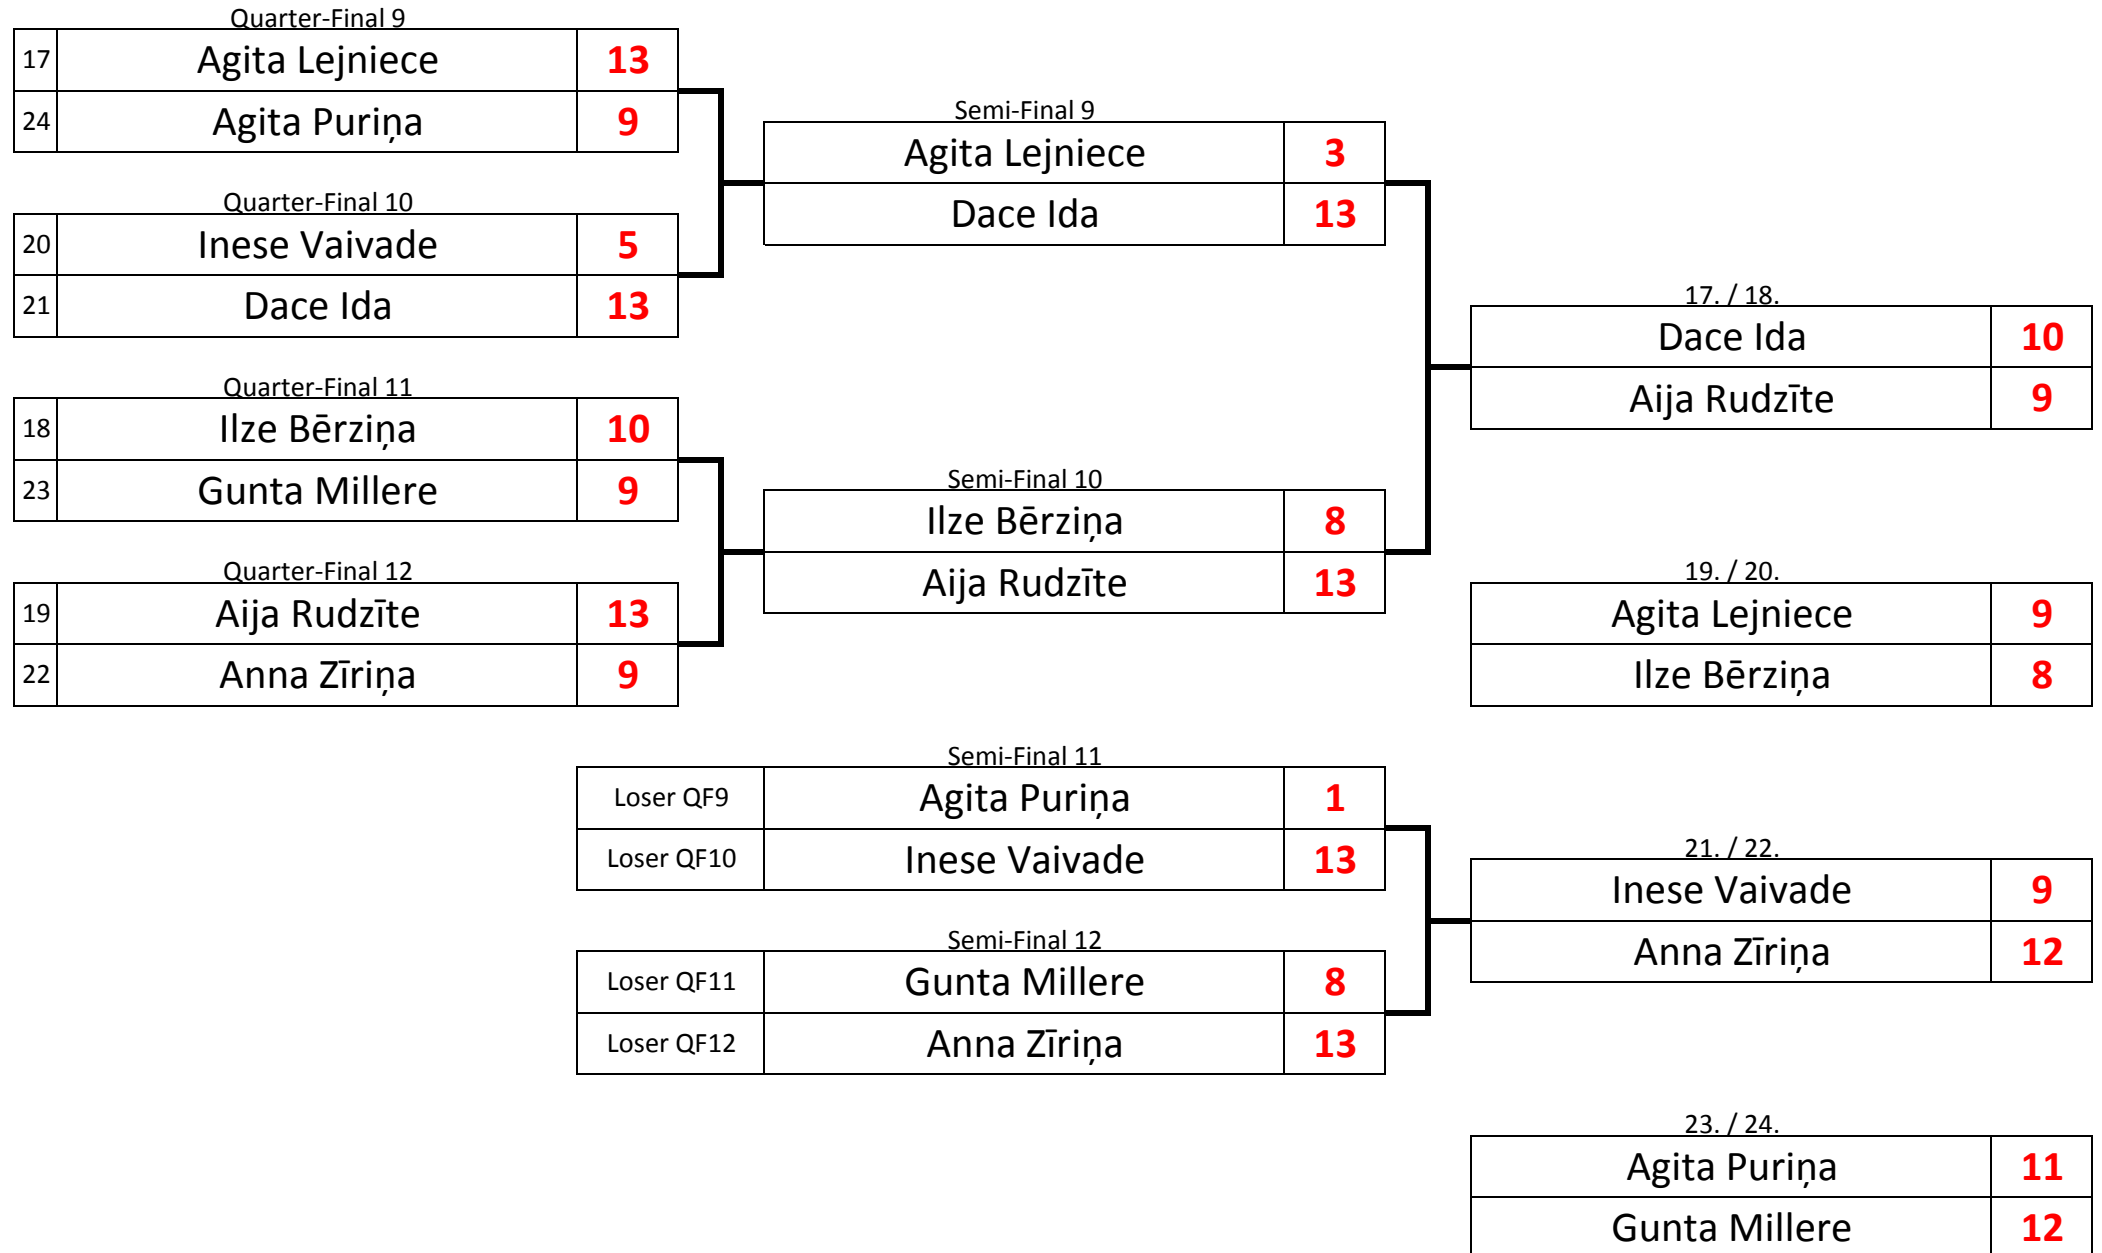 Quarter-Final 9
17 Agita Lejniece 13
24 Agita Puriņa 9
Quarter-Final 10
20 Inese Vaivade 5
21 Dace Ida 13
Quarter-Final 11
18 Ilze Bērziņa 10
23 Gunta Millere 9
Quarter-Final 12
19 Aija Rudzīte 13
22 Anna Zīriņa 9
Semi-Final 9
Agita Lejniece 3
Dace Ida 13
Semi-Final 10
Ilze Bērziņa 8
Aija Rudzīte 13
17. / 18.
Dace Ida 10
Aija Rudzīte 9
19. / 20.
Agita Lejniece 9
Ilze Bērziņa 8
Semi-Final 11
Loser QF9 Agita Puriņa 1
Loser QF10 Inese Vaivade 13
Semi-Final 12
Loser QF11 Gunta Millere 8
Loser QF12 Anna Zīriņa 13
21. / 22.
Inese Vaivade 9
Anna Zīriņa 12
23. / 24.
Agita Puriņa 11
Gunta Millere 12